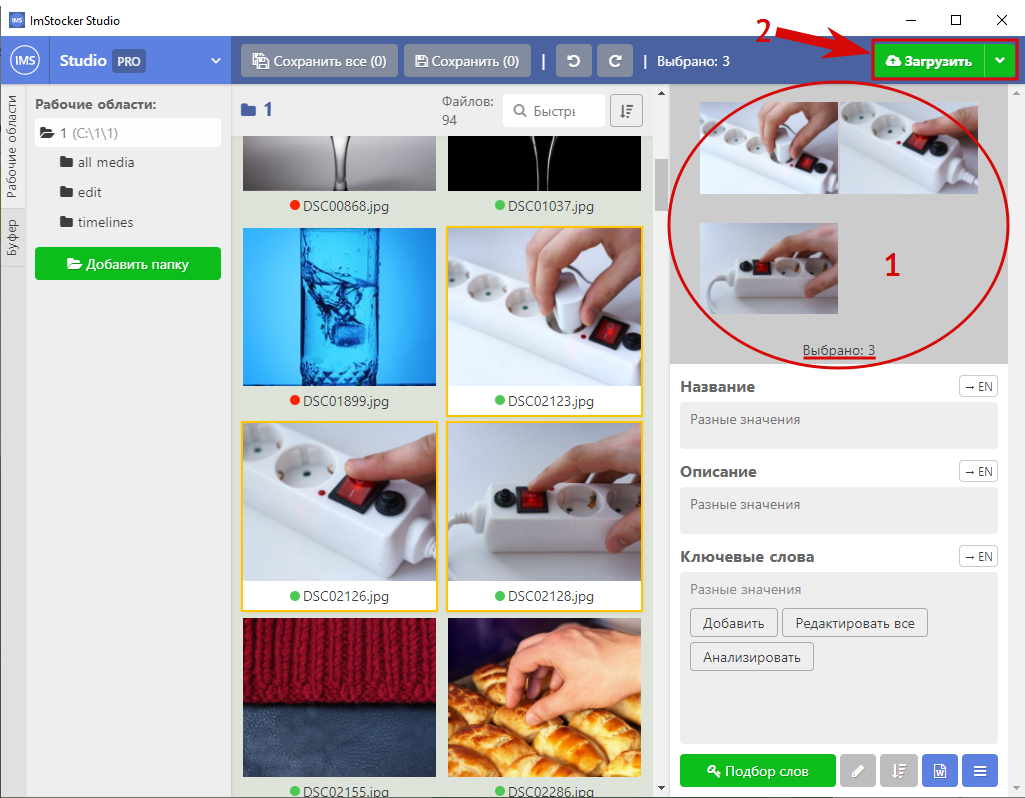 IMS
ImStocker Studio
2
IMS
Studio PRO
Сохранить все (0)
Сохранить (0)
|
|
Выбрано: 3
Загрузить
Рабочие области
Буфер
Рабочие области:
1 (C:\1\1)
all media
edit
timelines
Добавить папку
1
Файлов:
94
Быстры
DSC00868.jpg
DSC01037.jpg
DSC01899.jpg
DSC02123.jpg
DSC02126.jpg
DSC02128.jpg
DSC02155.jpg
DSC02286.jpg
1
Выбрано: 3
Название
→ EN
Разные значения
Описание
→ EN
Разные значения
Ключевые слова
→ EN
Разные значения
Добавить
Редактировать все
Анализировать
Подбор слов